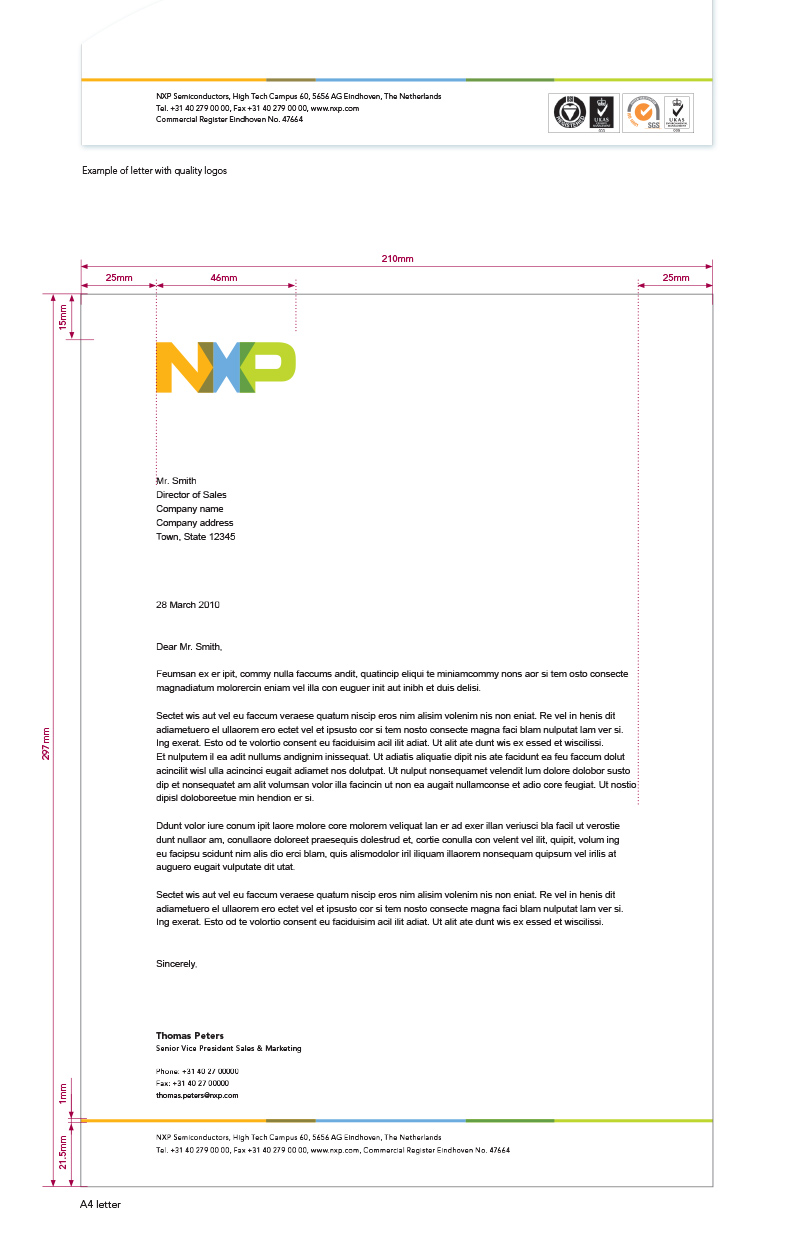 NXP Semiconductors, High Tech Campus 60, 5656 AG Eindhoven, The Netherlands
Tel. +31 40 279 00 00, Fax +31 40 279 00 00, www.nxp.com
Commercial Register Eindhoven No. 47664
UKAS
SGS
UKAS
Example of letter with quality logos
210mm
25mm
46mm
25mm
15mm
NXP
Mr. Smith
Director of Sales
Company name
Company address
Town, State 12345
28 March 2010
Dear Mr. Smith,
Feumsan ex er ipit, commy nulla faccums andit, quatincip eliqui te miniamcommy nons aor si tem osto consecte
magnadiatum molorercin eniam vel illa con euguer init aut inibh et duis delisi.
Sectet wis aut vel eu faccum veraese quatum niscip eros nim alisim volenim nis non eniat. Re vel in henis dit
adiametuero el ullaorem ero ectet vel et ipsusto cor si tem nosto consecte magna faci blam nulputat lam ver si.
Ing exerat. Esto od te volortio consent eu faciduisim acil ilit adiat. Ut alit ate dunt wis ex essed et wiscilissi.
Et nulputem il ea adit nullums andignim inissequat. Ut adiatis aliquatie dipit nis ate facidunt ea feu faccum dolut
acincilit wisl ulla acincinci eugait adiamet nos dolutpat. Ut nulput nonsequamet velendit lum dolore dolobor susto
dip et nonsequatet am alit volumsan volor illa facincin ut non ea augait nullamconse et adio core feugiat. Ut nostio
dipisl doloboreetue min hendion er si.
297mm
Ddunt volor iure conum ipit laore molore core molorem veliquat lan er ad exer illan veriusci bla facil ut verostie
dunt nullaor am, conullaore doloreet praesequis dolestrud et, cortie conulla con velent vel ilit, quipit, volum ing
eu facipsu scidunt nim alis dio erci blam, quis alismodolor iril iliquam illaorem nonsequam quipsum vel irilis at
auguero eugait vulputate dit utat.
Sectet wis aut vel eu faccum veraese quatum niscip eros nim alisim volenim nis non eniat. Re vel in henis dit
adiametuero el ullaorem ero ectet vel et ipsusto cor si tem nosto consecte magna faci blam nulputat lam ver si.
Ing exerat. Esto od te volortio consent eu faciduisim acil ilit adiat. Ut alit ate dunt wis ex essed et wiscilissi.
Sincerely,
Thomas Peters
Senior Vice President Sales & Marketing
Phone: +31 40 27 00000
Fax: +31 40 27 00000
thomas.peters@nxp.com
1mm
21.5mm
NXP Semiconductors, High Tech Campus 60, 5656 AG Eindhoven, The Netherlands
Tel. +31 40 279 00 00, Fax +31 40 279 00 00, www.nxp.com, Commercial Register Eindhoven No. 47664
A4 letter